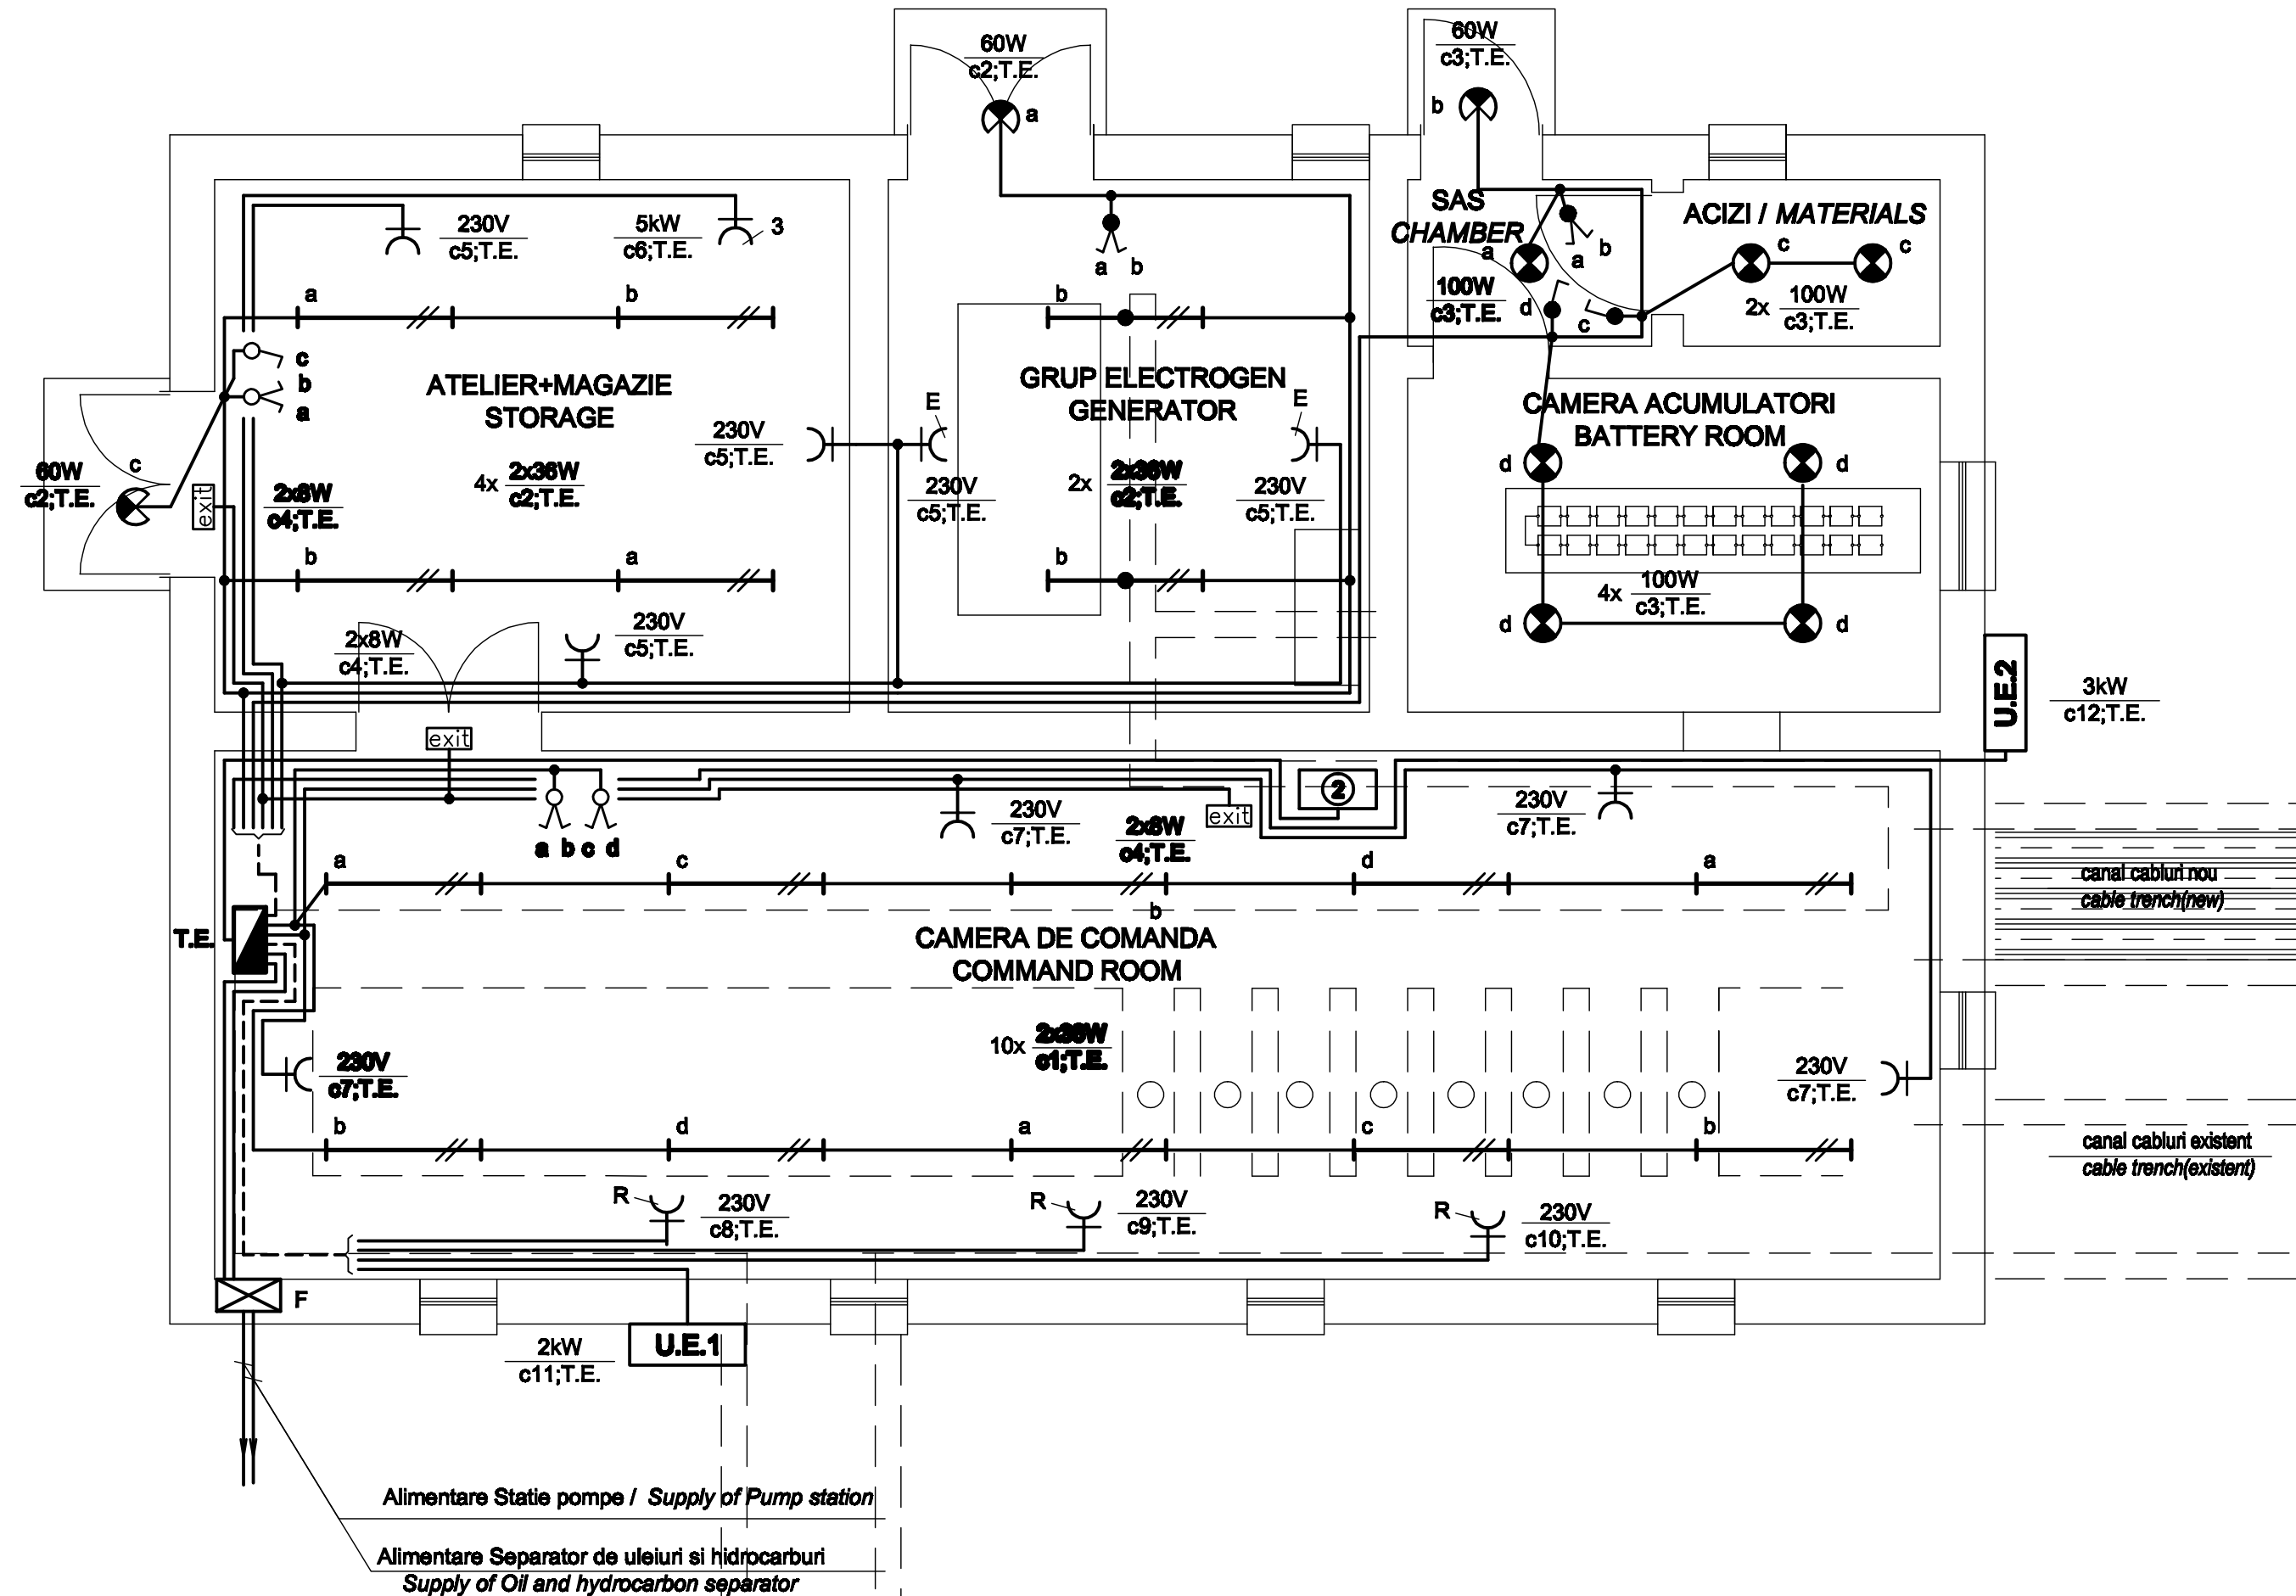 60W
c2;T.E.
a
60W
c3;T.E.
b
230V
c5;T.E.
5kW
c6;T.E.
3
a b
SAS
CHAMBER
a
a
b
ACIZI / MATERIALS
c
c
100W
c3;T.E.
d
c
2x
100W
c3;T.E.
a
b
b
c
b
a
ATELIER+MAGAZIE
STORAGE
GRUP ELECTROGEN
GENERATOR
CAMERA ACUMULATORI
BATTERY ROOM
60W
c2;T.E.
c
exit
2x8W
c4;T.E.
4x
2x36W
c2;T.E.
230V
c5;T.E.
E
230V
c5;T.E.
2x
2x36W
c2;T.E.
E
230V
c5;T.E.
d
d
b
a
b
4x
100W
c3;T.E.
d
d
2x8W
c4;T.E.
230V
c5;T.E.
U.E.2
3kW
c12;T.E.
exit
a b c d
230V
c7;T.E.
2x8W
c4;T.E.
exit
2
230V
c7;T.E.
a
c
b
d
a
canal cabluri nou
cable trench(new)
T.E.
CAMERA DE COMANDA
COMMAND ROOM
230V
c7;T.E.
10x
2x36W
c1;T.E.
230V
c7;T.E.
b
d
a
c
b
canal cabluri existent
cable trench(existent)
R
230V
c8;T.E.
R
230V
c9;T.E.
R
230V
c10;T.E.
F
2kW
c11;T.E.
U.E.1
Alimentare Statie pompe / Supply of Pump station
Alimentare Separator de uleiuri si hidrocarburi
Supply of Oil and hydrocarbon separator